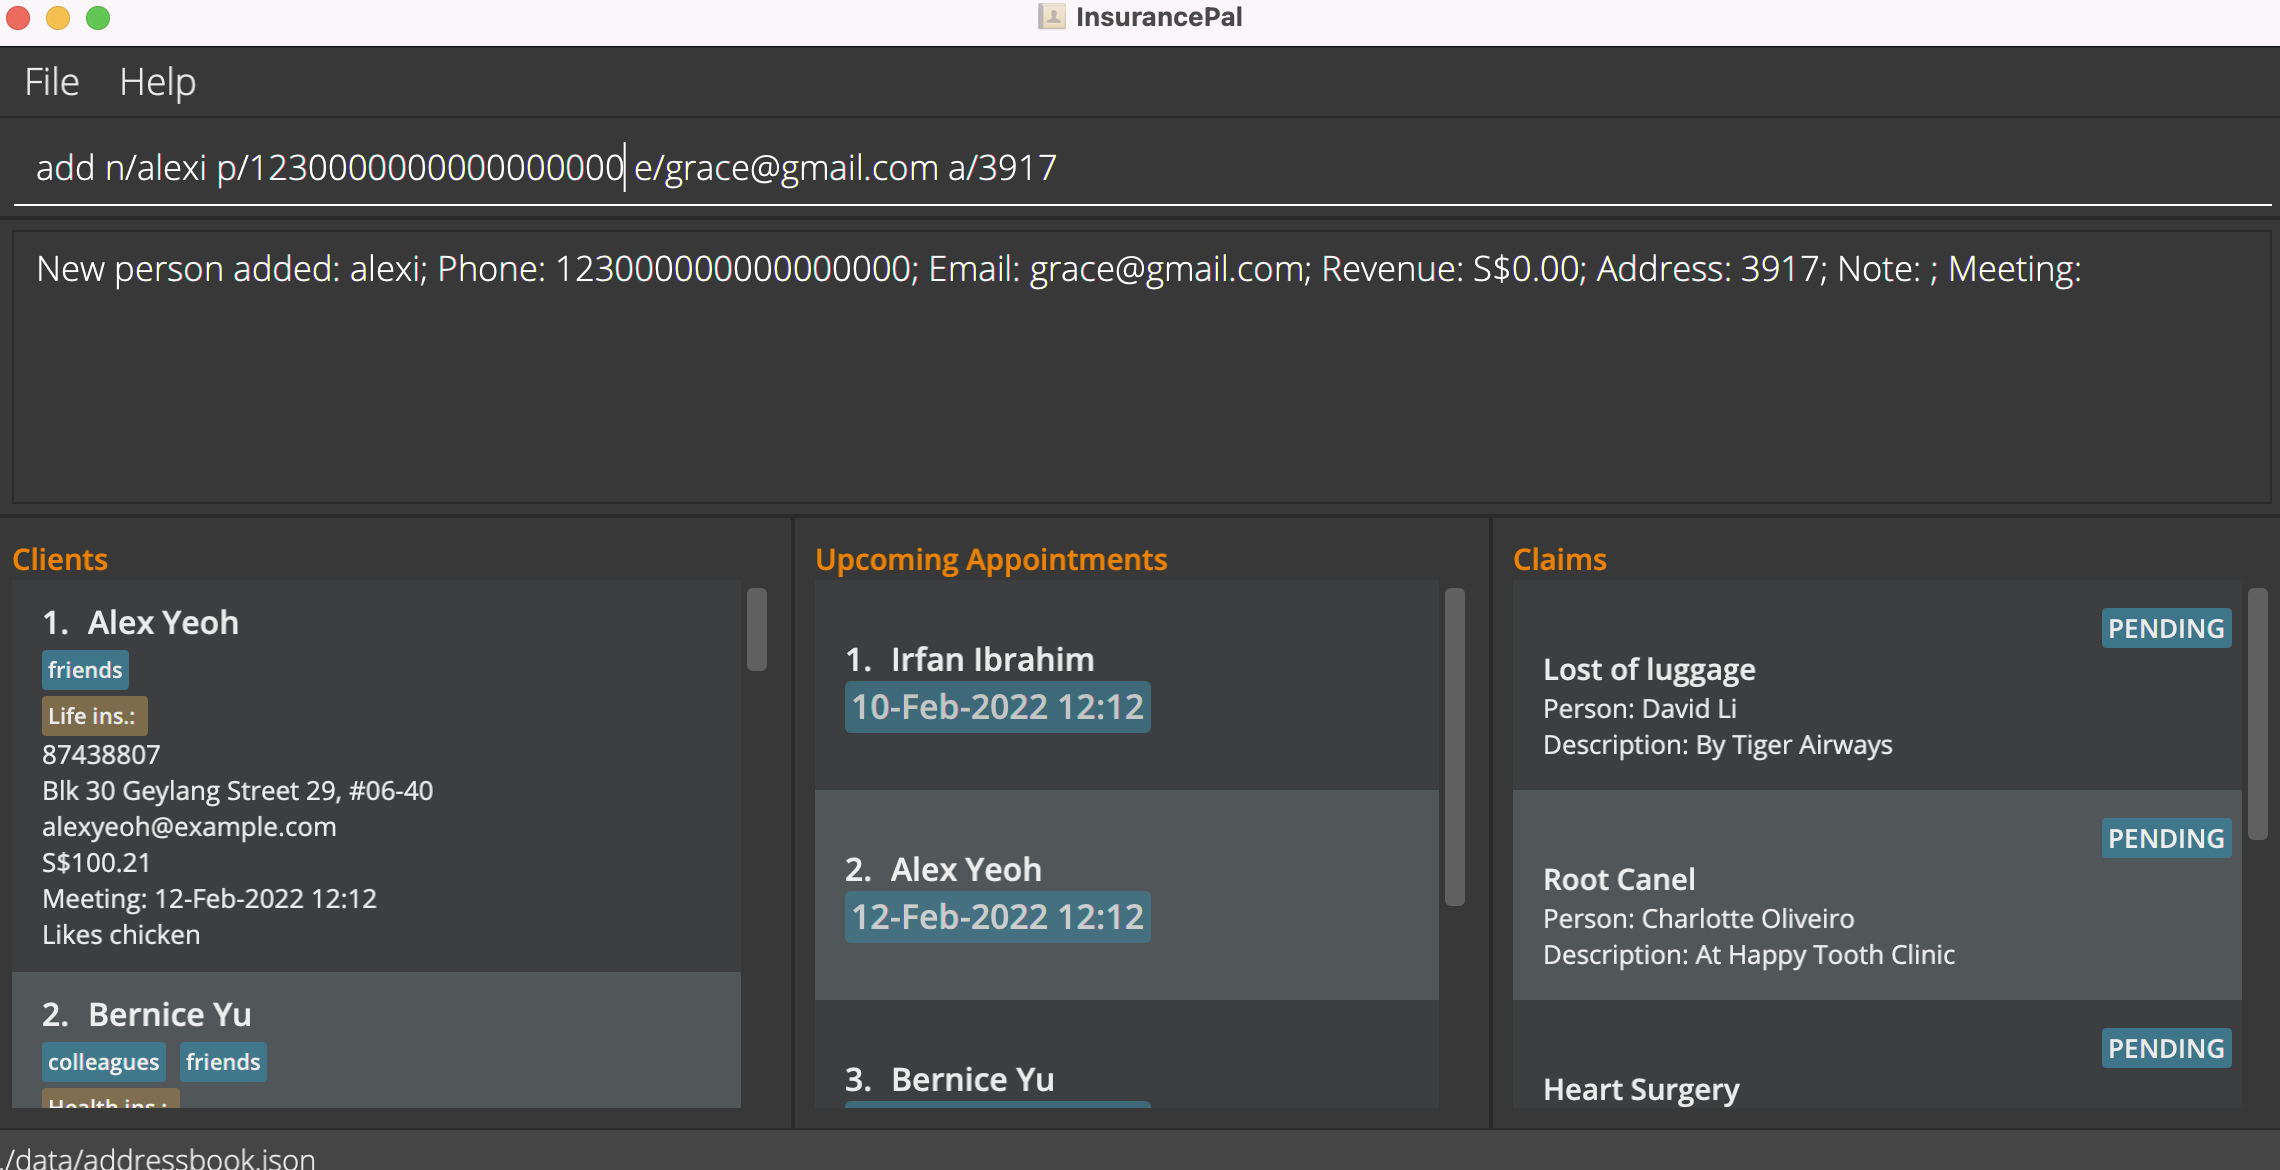 InsurancePal
File Help
add n/alexi p/1230000000000000000 e/grace@gmail.com a/3917
New person added: alexi; Phone: 123000000000000000; Email: grace@gmail.com; Revenue: S$0.00; Address: 3917; Note: ; Meeting:
Clients
1. Alex Yeoh
friends
Life ins.:
87438807
Blk 30 Geylang Street 29, #06-40
alexyeoh@example.com
S$100.21
Meeting: 12-Feb-2022 12:12
Likes chicken
2. Bernice Yu
colleagues friends
Health ins.:
Upcoming Appointments
1. Irfan Ibrahim
10-Feb-2022 12:12
2. Alex Yeoh
12-Feb-2022 12:12
3. Bernice Yu
Claims
PENDING
Lost of luggage
Person: David Li
Description: By Tiger Airways
PENDING
Root Canel
Person: Charlotte Oliveiro
Description: At Happy Tooth Clinic
PENDING
Heart Surgery
./data/addressbook.json